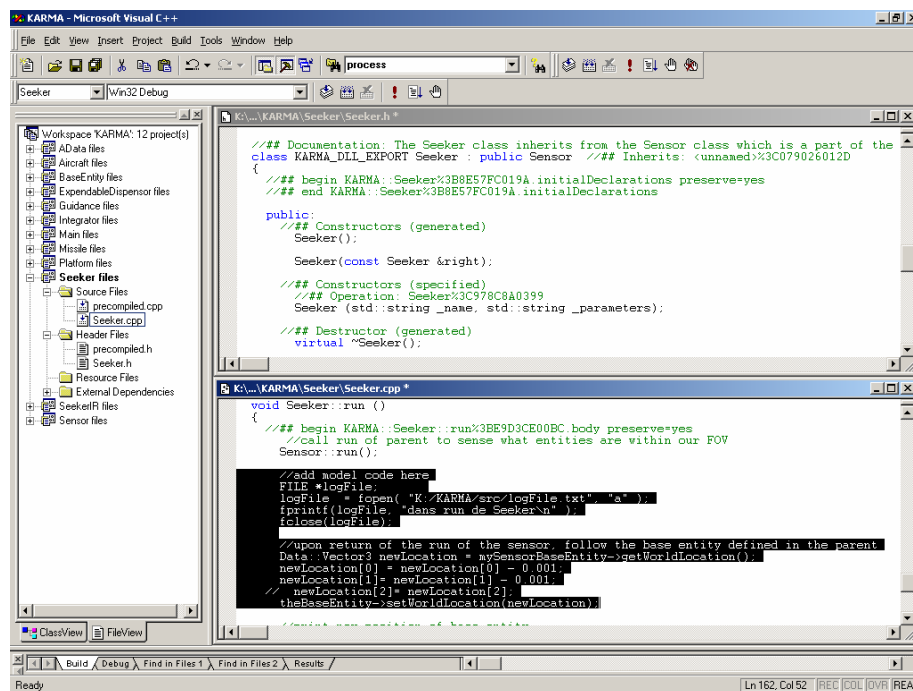 KARMA - Microsoft Visual C++
File Edit View Insert Project Build Tools Window Help
process
Seeker Win32 Debug
Workspace 'KARMA': 12 project(s)
AData files
Aircraft files
BaseEntity files
ExpendableDispensor files
Guidance files
Integrator files
Main files
Missile files
Platform files
Seeker files
Source Files
precompiled.cpp
Seeker.cpp
Header Files
precompiled.h
Seeker.h
Resource Files
External Dependencies
SeekerIR files
Sensor files
ClassView FileView
K:\...\KARMA\Seeker\Seeker.h *
//## Documentation: The Seeker class inherits from the Sensor class which is a part of the
class KARMA_DLL_EXPORT Seeker : public Sensor //## Inherits: <unnamed>%3C079026012D
{
//## begin KARMA::Seeker%3B8E57FC019A.initialDeclarations preserve=yes
//## end KARMA::Seeker%3B8E57FC019A.initialDeclarations
public:
//## Constructors (generated)
Seeker();
Seeker(const Seeker &right);
//## Constructors (specified)
//## Operation: Seeker%3C978C8A0399
Seeker (std::string _name, std::string _parameters);
//## Destructor (generated)
virtual ~Seeker();
K:\...\KARMA\Seeker\Seeker.cpp *
void Seeker::run ()
{
//## begin KARMA::Seeker::run%3BE9D3CE00BC.body preserve=yes
//call run of parent to sense what entities are within our FOV
Sensor::run();
//add model code here
FILE *logFile;
logFile = fopen( "K:/KARMA/src/logFile.txt", "a" );
fprintf(logFile, "dans run de Seeker\n" );
fclose(logFile);
//upon return of the run of the sensor, follow the base entity defined in the parent
Data::Vector3 newLocation = mySensorBaseEntity->getWorldLocation();
newLocation[0] = newLocation[0] - 0.001;
newLocation[1]= newLocation[1] - 0.001;
// newLocation[2]= newLocation[2];
theBaseEntity->setWorldLocation(newLocation);
//print new position of base entity
Build Debug Find in Files 1 Find in Files 2 Results
Ready Ln 162, Col 52 REC COL OVR REA